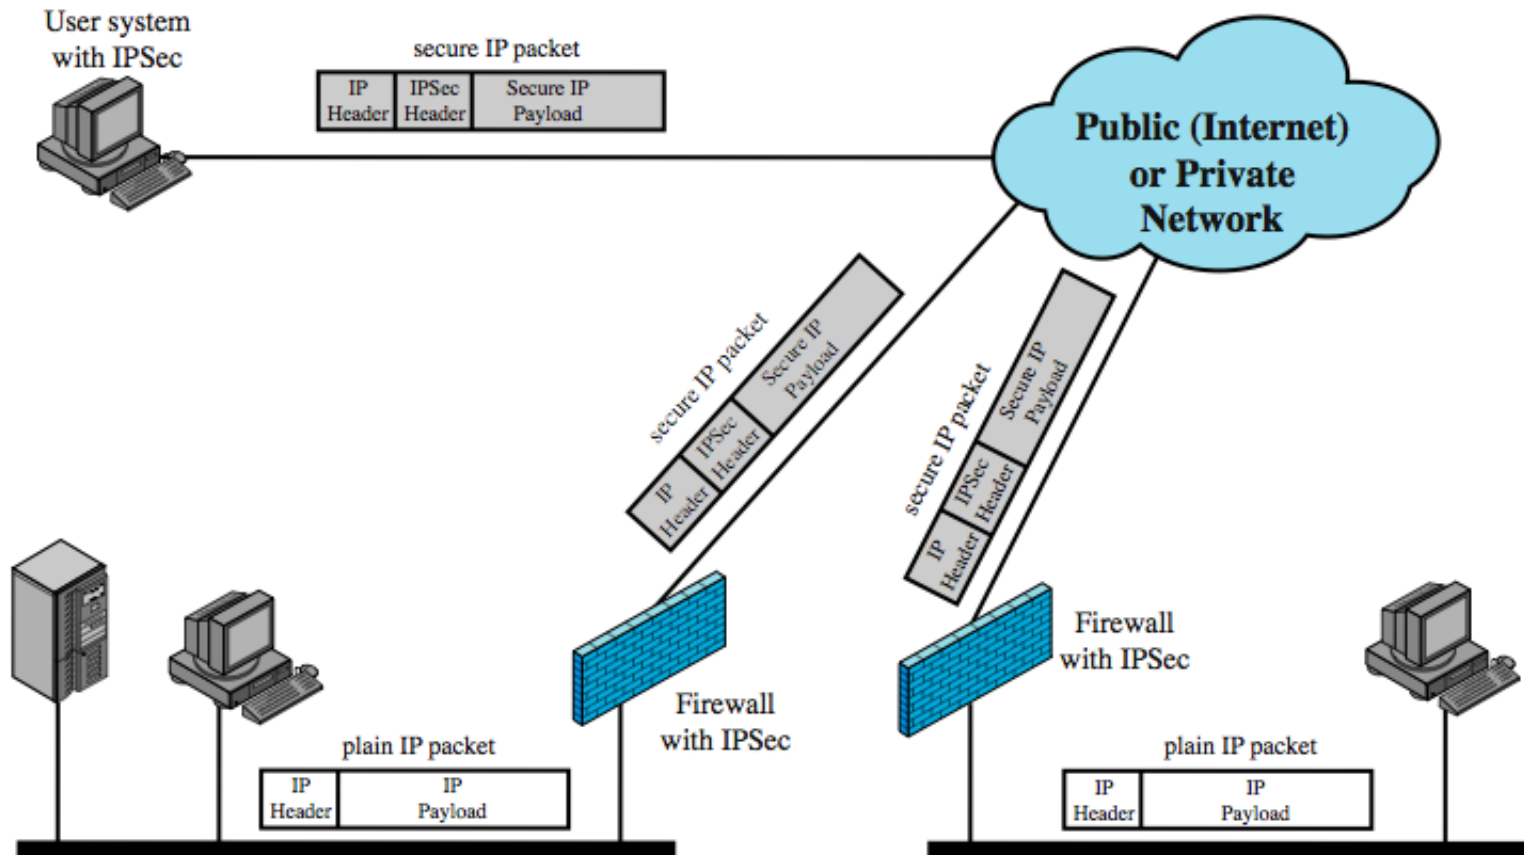 User system
with IPSec
secure IP packet
IP
Header
IPSec
Header
Secure IP
Payload
Public (Internet)
or Private
Network
secure IP packet
IP
Header
IPSec
Header
Secure IP
Payload
secure IP packet
IP
Header
IPSec
Header
Secure IP
Payload
Firewall
with IPSec
Firewall
with IPSec
plain IP packet
IP
Header
IP
Payload
plain IP packet
IP
Header
IP
Payload